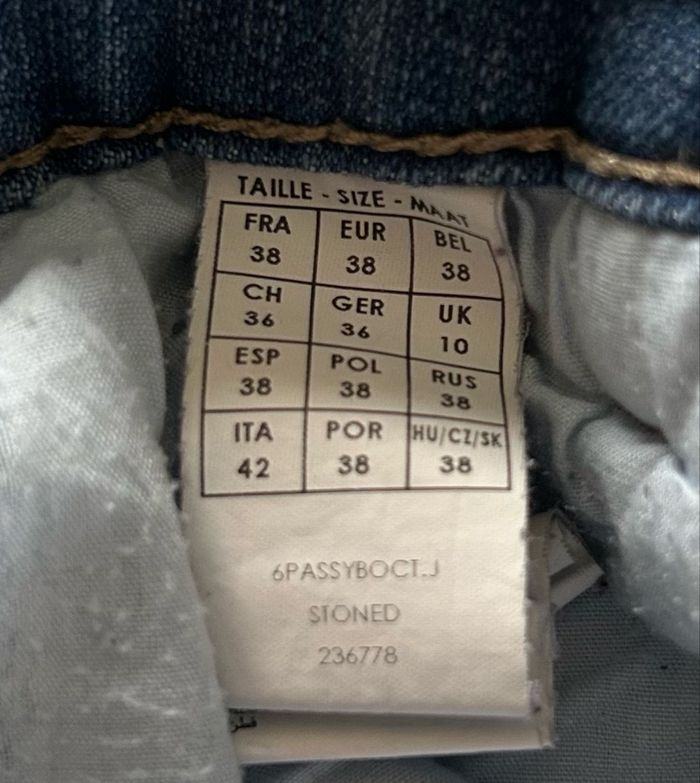 TAILLE - SIZE - MAAT
FRA EUR BEL
38 38 38
CH GER UK
36 36 10
ESP POL RUS
38 38 38
ITA POR HU/CZ/SK
42 38 38
6PASSYBOCT.J
STONED
236778